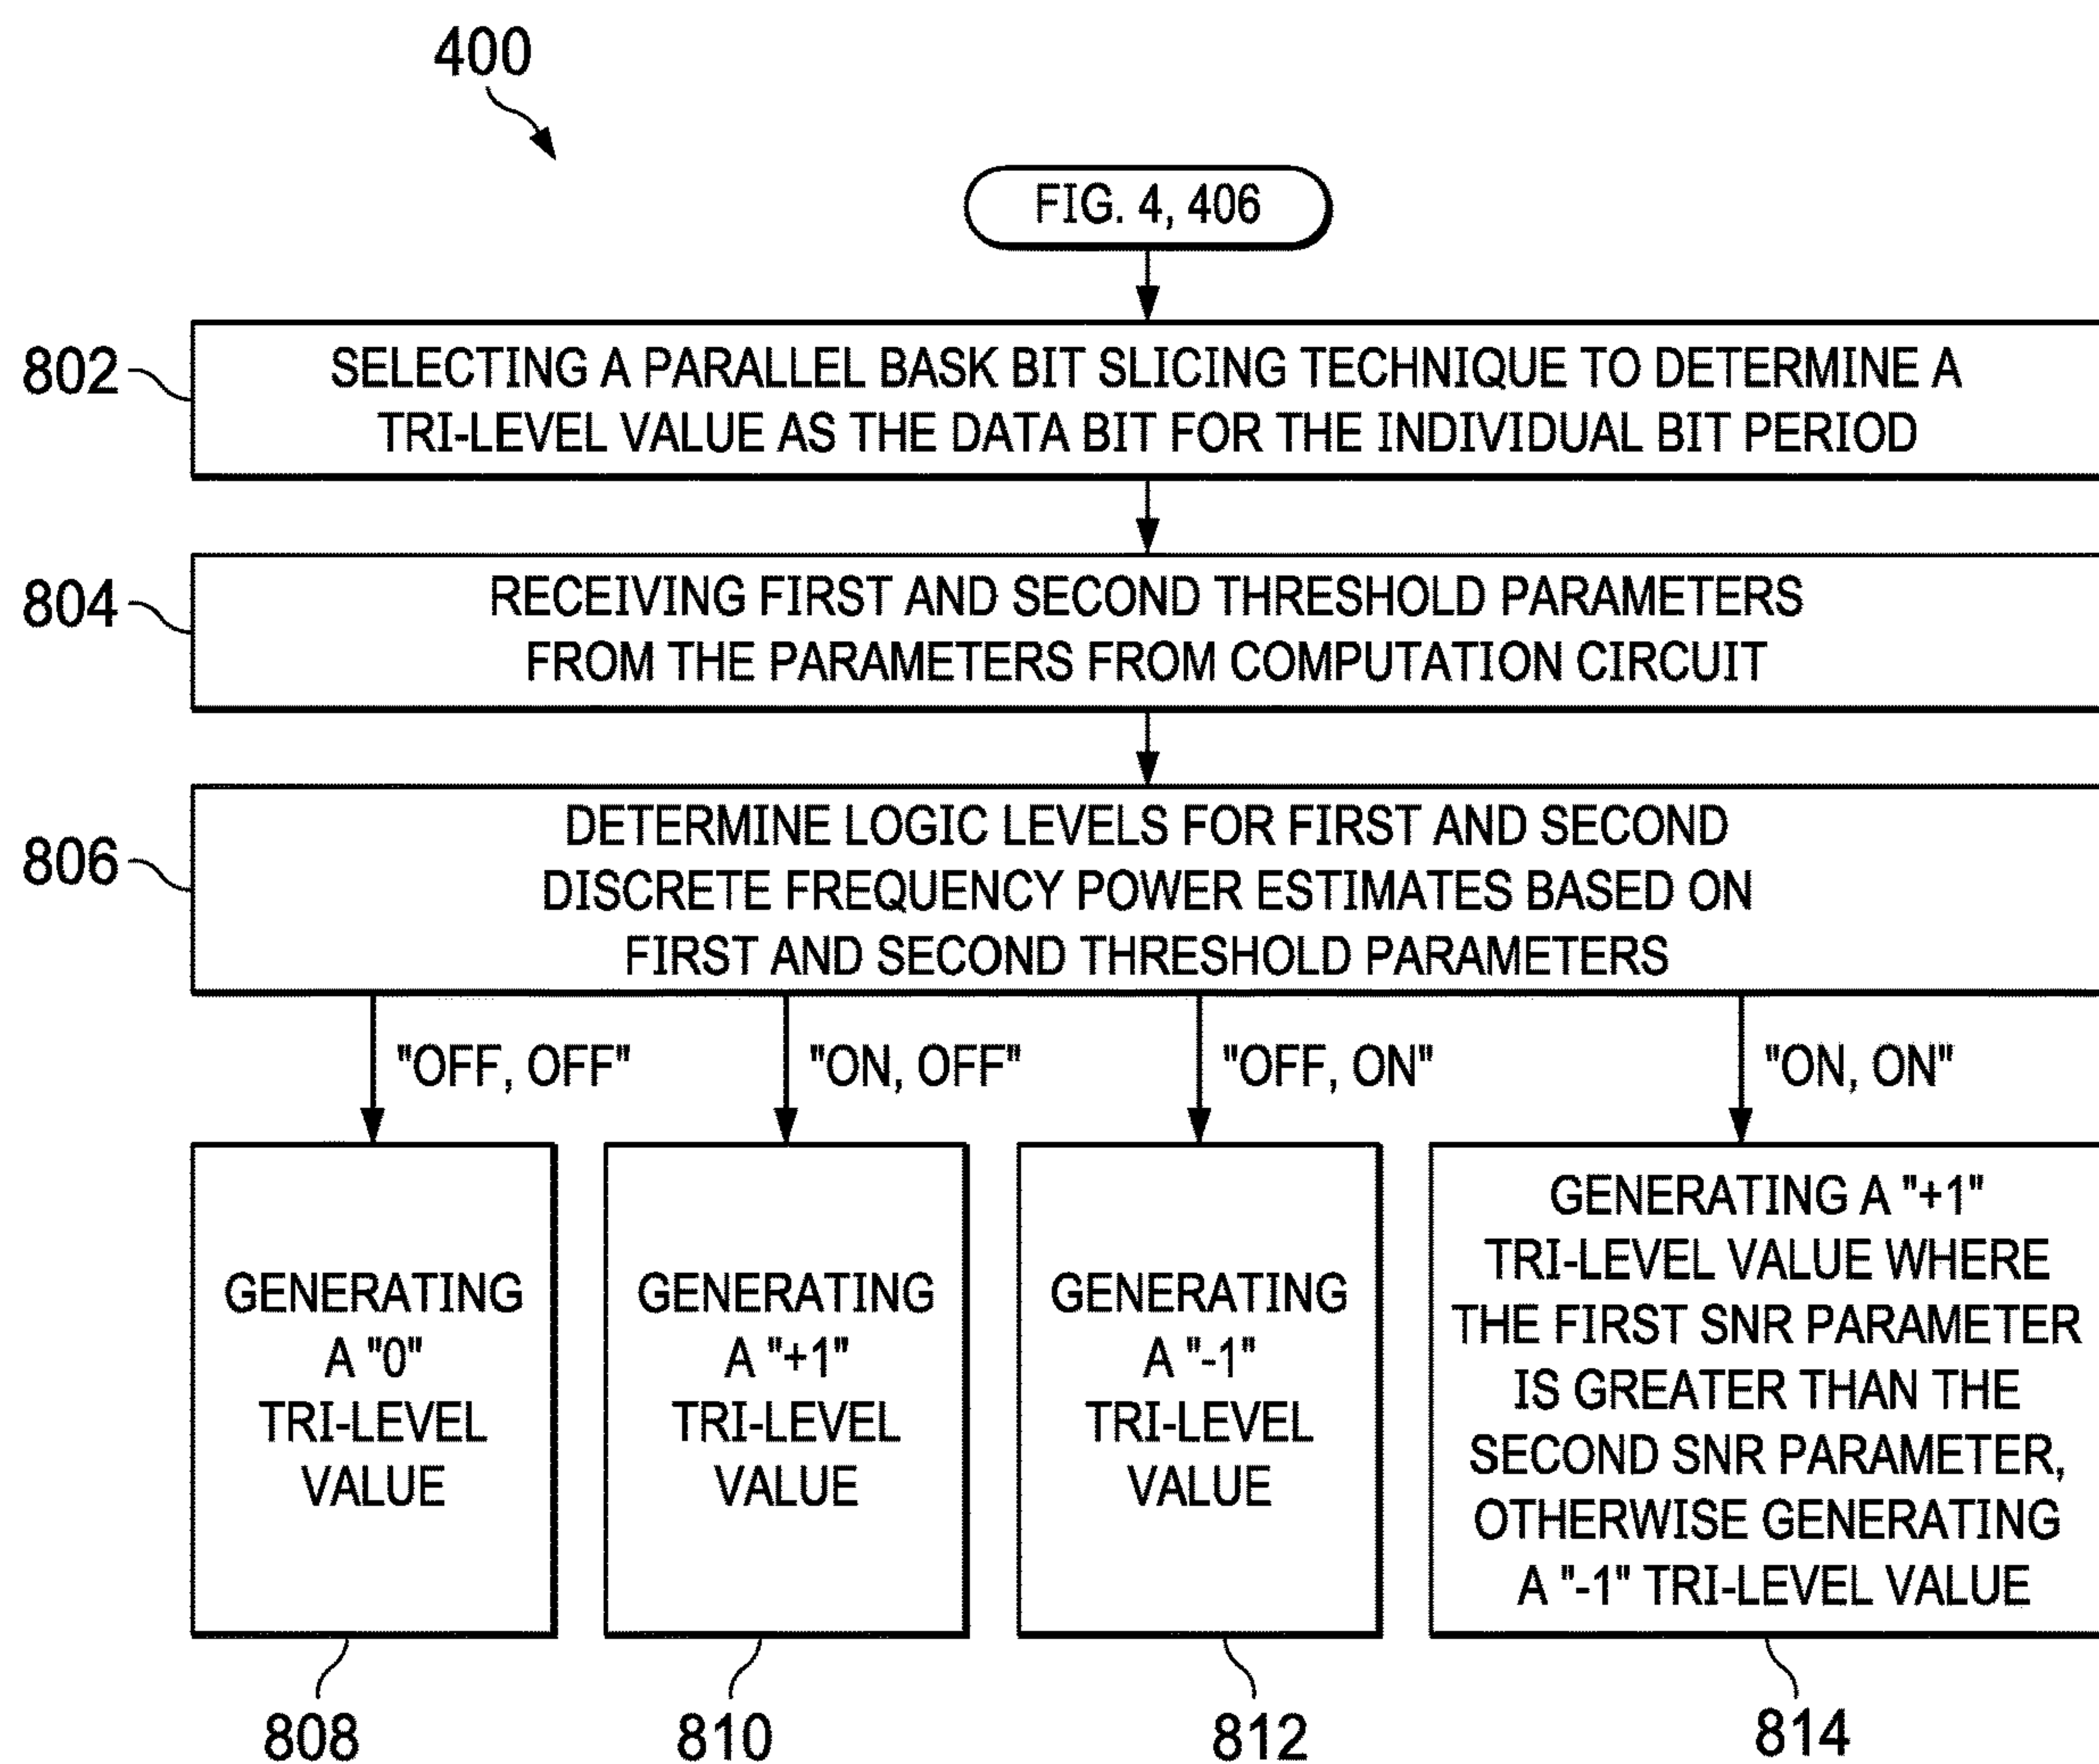 400
FIG. 4, 406
802
SELECTING A PARALLEL BASK BIT SLICING TECHNIQUE TO DETERMINE A
TRI-LEVEL VALUE AS THE DATA BIT FOR THE INDIVIDUAL BIT PERIOD
804
RECEIVING FIRST AND SECOND THRESHOLD PARAMETERS
FROM THE PARAMETERS FROM COMPUTATION CIRCUIT
806
DETERMINE LOGIC LEVELS FOR FIRST AND SECOND
DISCRETE FREQUENCY POWER ESTIMATES BASED ON
FIRST AND SECOND THRESHOLD PARAMETERS
"OFF, OFF"
"ON, OFF"
"OFF, ON"
"ON, ON"
GENERATING
A "0"
TRI-LEVEL
VALUE
GENERATING
A "+1"
TRI-LEVEL
VALUE
GENERATING
A "-1"
TRI-LEVEL
VALUE
GENERATING A "+1"
TRI-LEVEL VALUE WHERE
THE FIRST SNR PARAMETER
IS GREATER THAN THE
SECOND SNR PARAMETER,
OTHERWISE GENERATING
A "-1" TRI-LEVEL VALUE
808
810
812
814